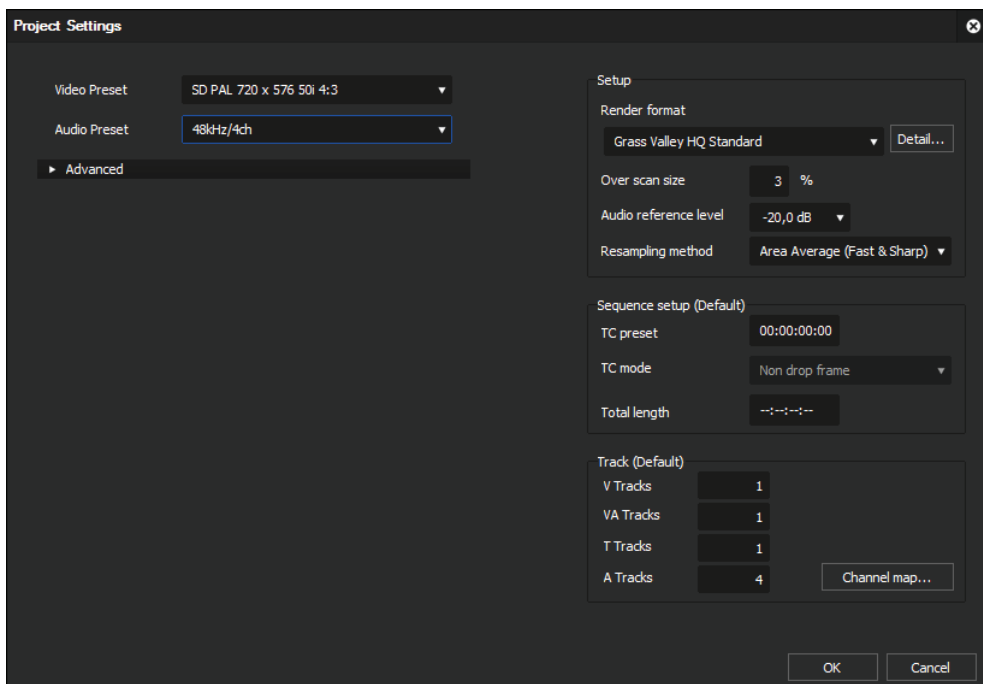 Project Settings
Video Preset
SD PAL 720 x 576 50i 4:3
Audio Preset
48kHz/4ch
Advanced
Setup
Render format
Grass Valley HQ Standard
Detail...
Over scan size
3 %
Audio reference level
-20,0 dB
Resampling method
Area Average (Fast & Sharp)
Sequence setup (Default)
TC preset
00:00:00:00
TC mode
Non drop frame
Total length
--:--:--:--
Track (Default)
V Tracks
1
VA Tracks
1
T Tracks
1
A Tracks
4
Channel map...
OK
Cancel